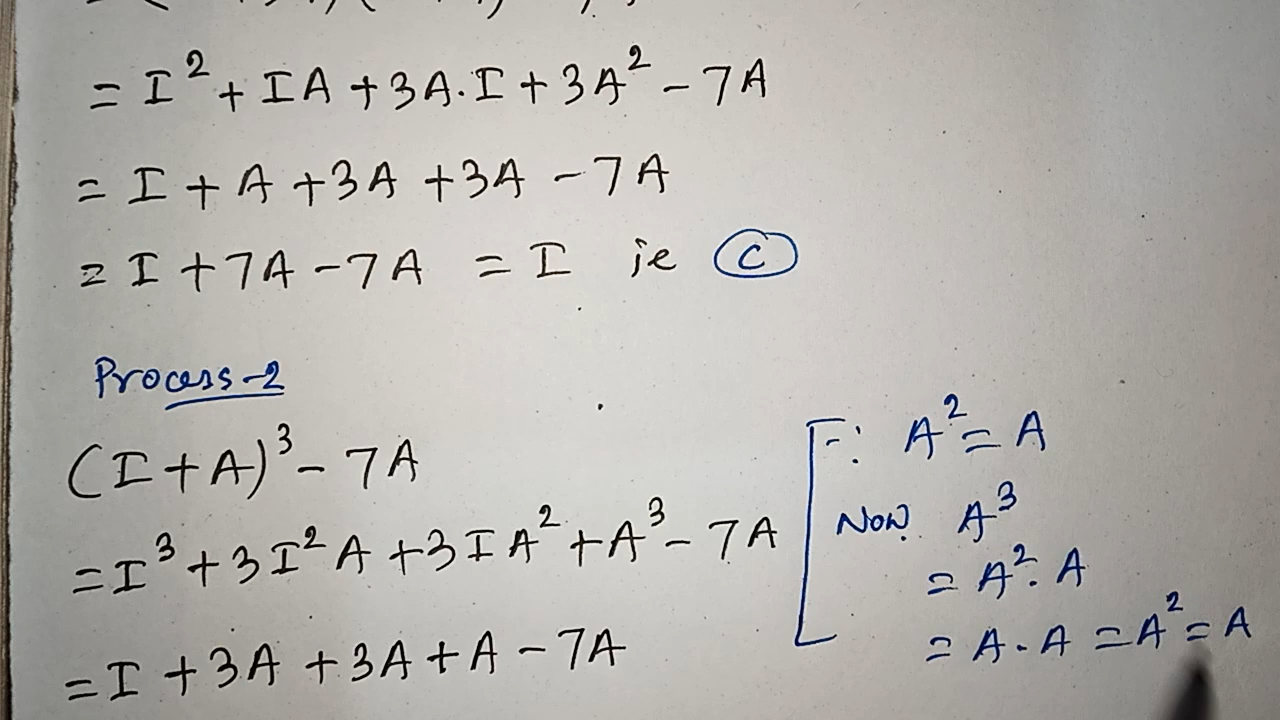 = I² + IA + 3A.I + 3A² - 7A
= I + A + 3A + 3A - 7A
= I + 7A - 7A = I ie (c)
Process-2
(I+A)³ - 7A
= I³ + 3I²A + 3IA² + A³ - 7A
= I + 3A + 3A + A - 7A
∵ A² = A
Now A³
= A². A
= A.A = A² = A